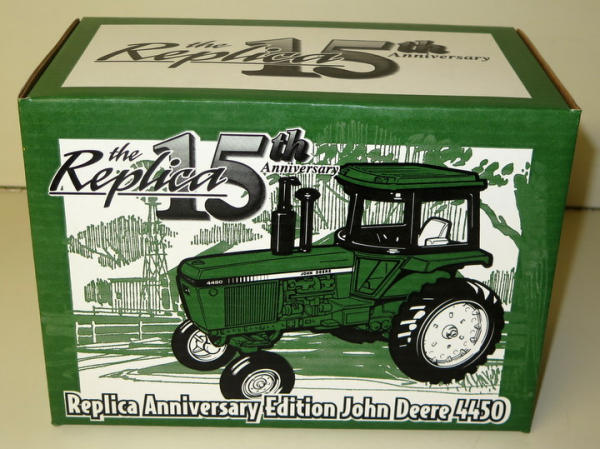 the
Replica 15th
Anniversary
the
Replica 15th
Anniversary
JOHN DEERE
4450
Replica Anniversary Edition John Deere 4450